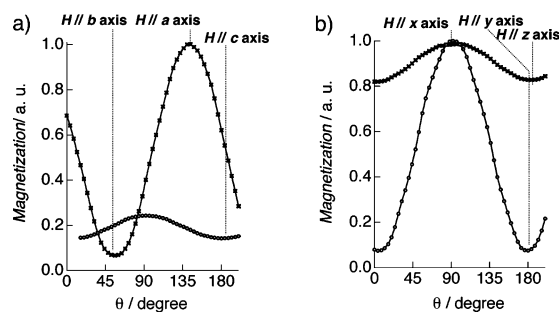 a)
H // b axis
H // a axis
H // c axis
Magnetization/ a. u.
1.0
0.8
0.6
0.4
0.2
0.0
0
45
90
135
180
θ / degree
b)
H // x axis
H // y axis
H // z axis
Magnetization / a. u.
1.0
0.8
0.6
0.4
0.2
0.0
0
45
90
135
180
θ / degree